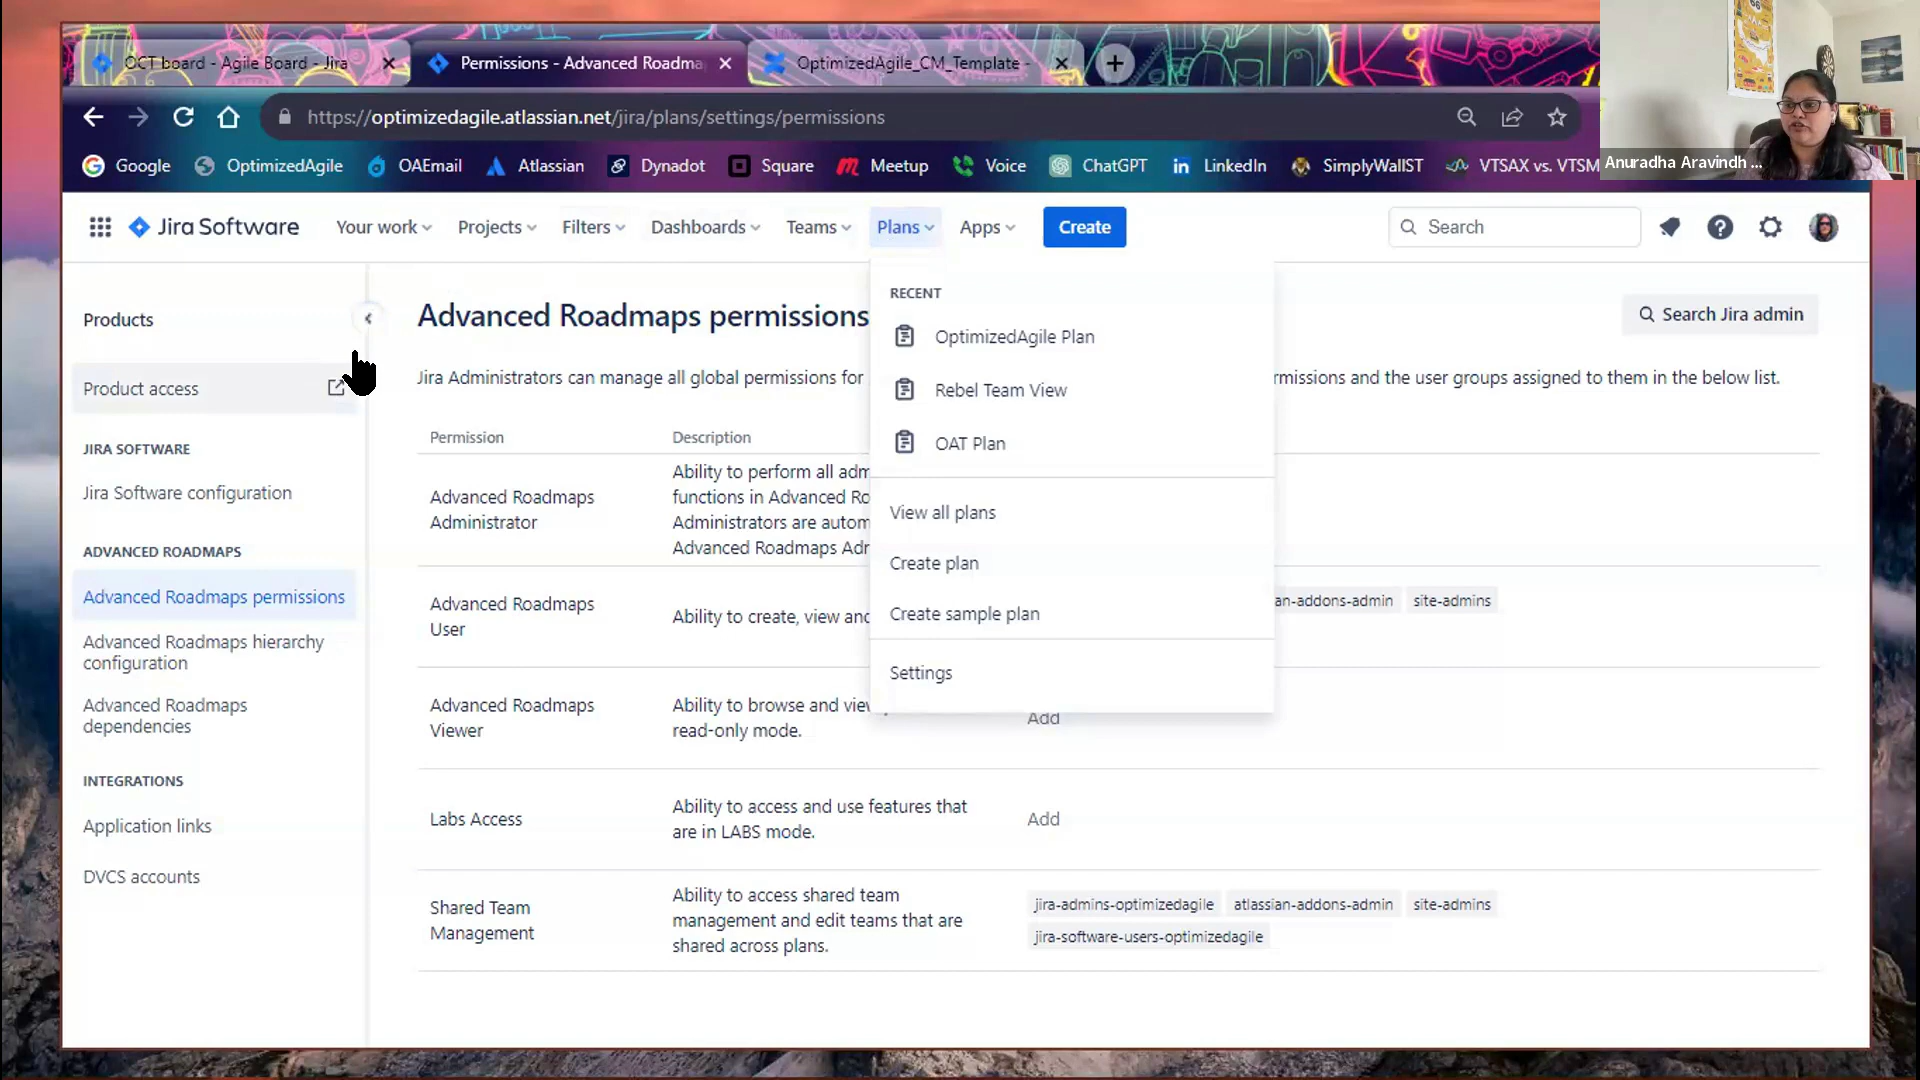 OCT board - Agile Board - Jira
Permissions - Advanced Roadma
OptimizedAgile_CM_Template -
https://optimizedagile.atlassian.net/jira/plans/settings/permissions
Google
OptimizedAgile
OAEmail
Atlassian
Dynadot
Square
Meetup
Voice
ChatGPT
LinkedIn
SimplyWallST
VTSAX vs. VTSM
Anuradha Aravindh ...
Jira Software
Your work
Projects
Filters
Dashboards
Teams
Plans
Apps
Create
Search
Products
Product access
JIRA SOFTWARE
Jira Software configuration
ADVANCED ROADMAPS
Advanced Roadmaps permissions
Advanced Roadmaps hierarchy
configuration
Advanced Roadmaps
dependencies
INTEGRATIONS
Application links
DVCS accounts
Advanced Roadmaps permissions
Search Jira admin
Jira Administrators can manage all global permissions for
rmissions and the user groups assigned to them in the below list.
Permission
Description
Advanced Roadmaps
Administrator
Ability to perform all adm
functions in Advanced Ro
Administrators are autom
Advanced Roadmaps Adr
Advanced Roadmaps
User
Ability to create, view and
an-addons-admin
site-admins
Advanced Roadmaps
Viewer
Ability to browse and view
read-only mode.
Add
Labs Access
Ability to access and use features that
are in LABS mode.
Add
Shared Team
Management
Ability to access shared team
management and edit teams that are
shared across plans.
jira-admins-optimizedagile
atlassian-addons-admin
site-admins
jira-software-users-optimizedagile
RECENT
OptimizedAgile Plan
Rebel Team View
OAT Plan
View all plans
Create plan
Create sample plan
Settings